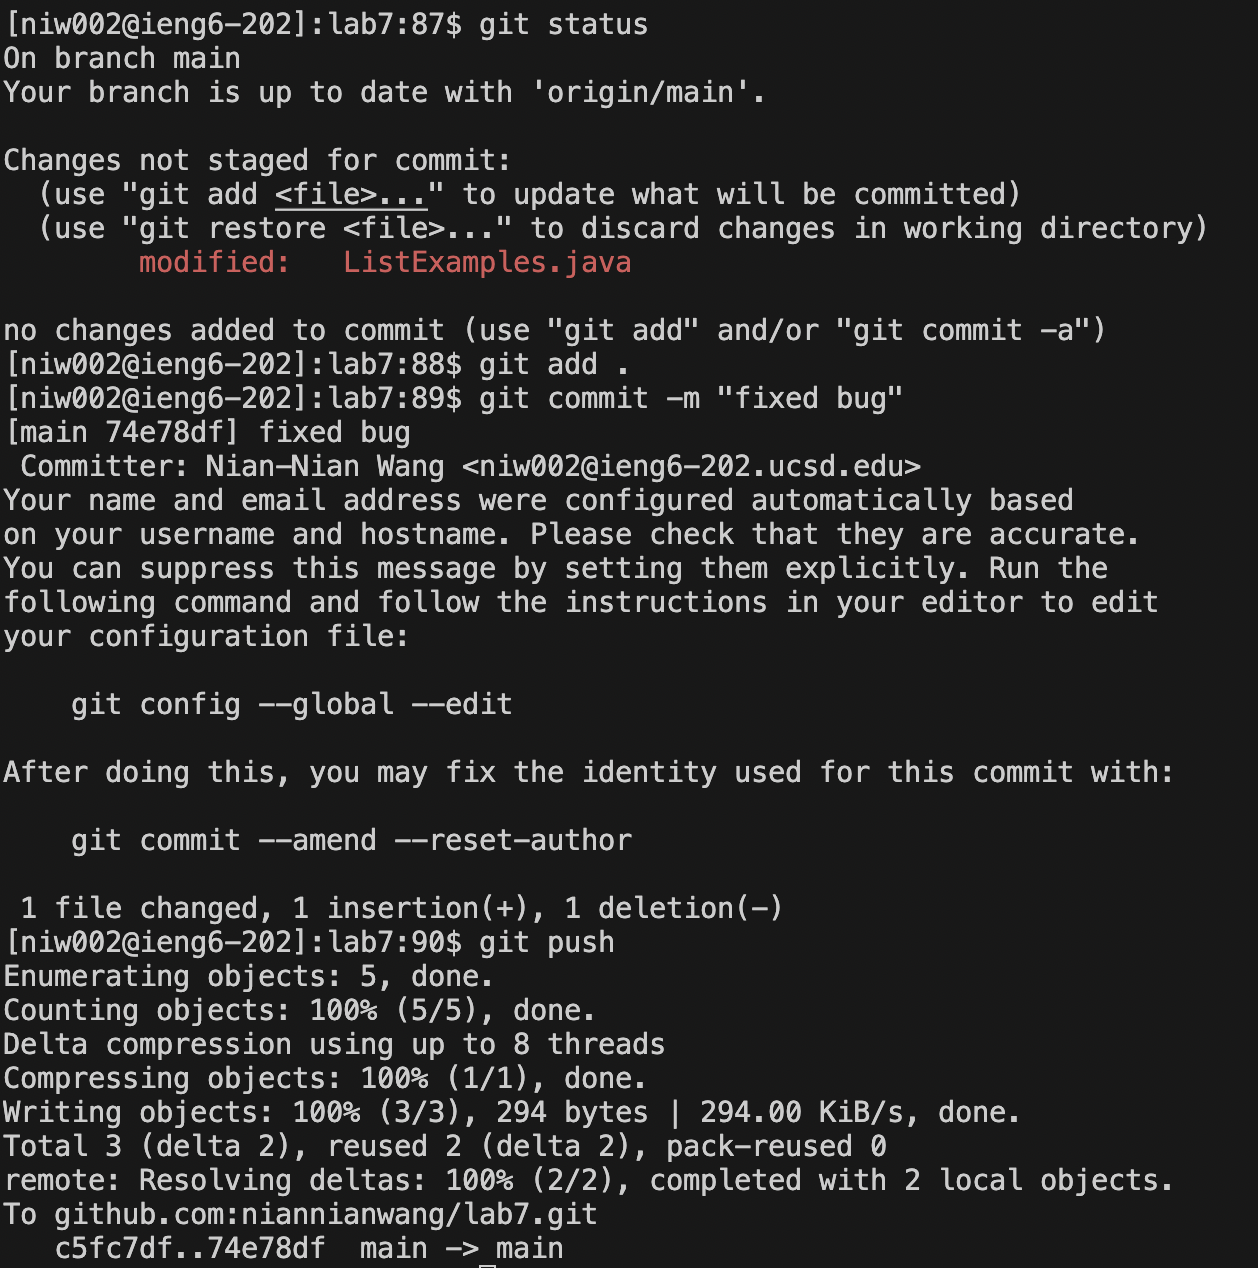 [niw002@ieng6-202]:lab7:87$ git status
On branch main
Your branch is up to date with 'origin/main'.

Changes not staged for commit:
  (use "git add <file>..." to update what will be committed)
  (use "git restore <file>..." to discard changes in working directory)
        modified:   ListExamples.java

no changes added to commit (use "git add" and/or "git commit -a")
[niw002@ieng6-202]:lab7:88$ git add .
[niw002@ieng6-202]:lab7:89$ git commit -m "fixed bug"
[main 74e78df] fixed bug
 Committer: Nian-Nian Wang <niw002@ieng6-202.ucsd.edu>
Your name and email address were configured automatically based
on your username and hostname. Please check that they are accurate.
You can suppress this message by setting them explicitly. Run the
following command and follow the instructions in your editor to edit
your configuration file:

    git config --global --edit

After doing this, you may fix the identity used for this commit with:

    git commit --amend --reset-author

 1 file changed, 1 insertion(+), 1 deletion(-)
[niw002@ieng6-202]:lab7:90$ git push
Enumerating objects: 5, done.
Counting objects: 100% (5/5), done.
Delta compression using up to 8 threads
Compressing objects: 100% (1/1), done.
Writing objects: 100% (3/3), 294 bytes | 294.00 KiB/s, done.
Total 3 (delta 2), reused 2 (delta 2), pack-reused 0
remote: Resolving deltas: 100% (2/2), completed with 2 local objects.
To github.com:niannianwang/lab7.git
   c5fc7df..74e78df  main -> main